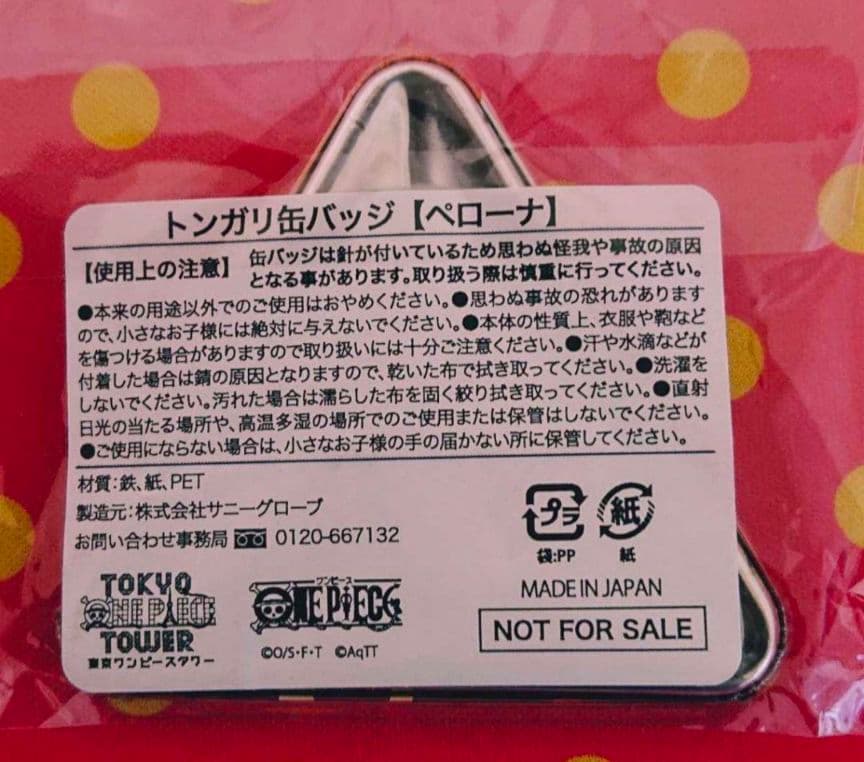 トンガリ缶バッジ【ペローナ】
【使用上の注意】 缶バッジは針が付いているため思わぬ怪我や事故の原因
となる事があります。取り扱う際は慎重に行ってください。
●本来の用途以外でのご使用はおやめください。●思わぬ事故の恐れがあります
ので、小さなお子様には絶対に与えないでください。●本体の性質上、衣服や鞄など
を傷つける場合がありますので取り扱いには十分ご注意ください。●汗や水滴などが
付着した場合は錆の原因となりますので、乾いた布で拭き取ってください。●洗濯を
しないでください。汚れた場合は濡らした布を固く絞り拭き取ってください。●直射
日光の当たる場所や、高温多湿の場所でのご使用または保管はしないでください。
●ご使用にならない場合は、小さなお子様の手の届かない所に保管してください。
材質:鉄、紙、PET
製造元:株式会社サニーグローブ
お問い合わせ事務局 0120-667132
プラ 紙
袋:PP 紙
TOKYO
ONE PIECE
TOWER
東京ワンピースタワー
ワンピース
ONE PIECE
©O/S・F・T ©AqTT
MADE IN JAPAN
NOT FOR SALE